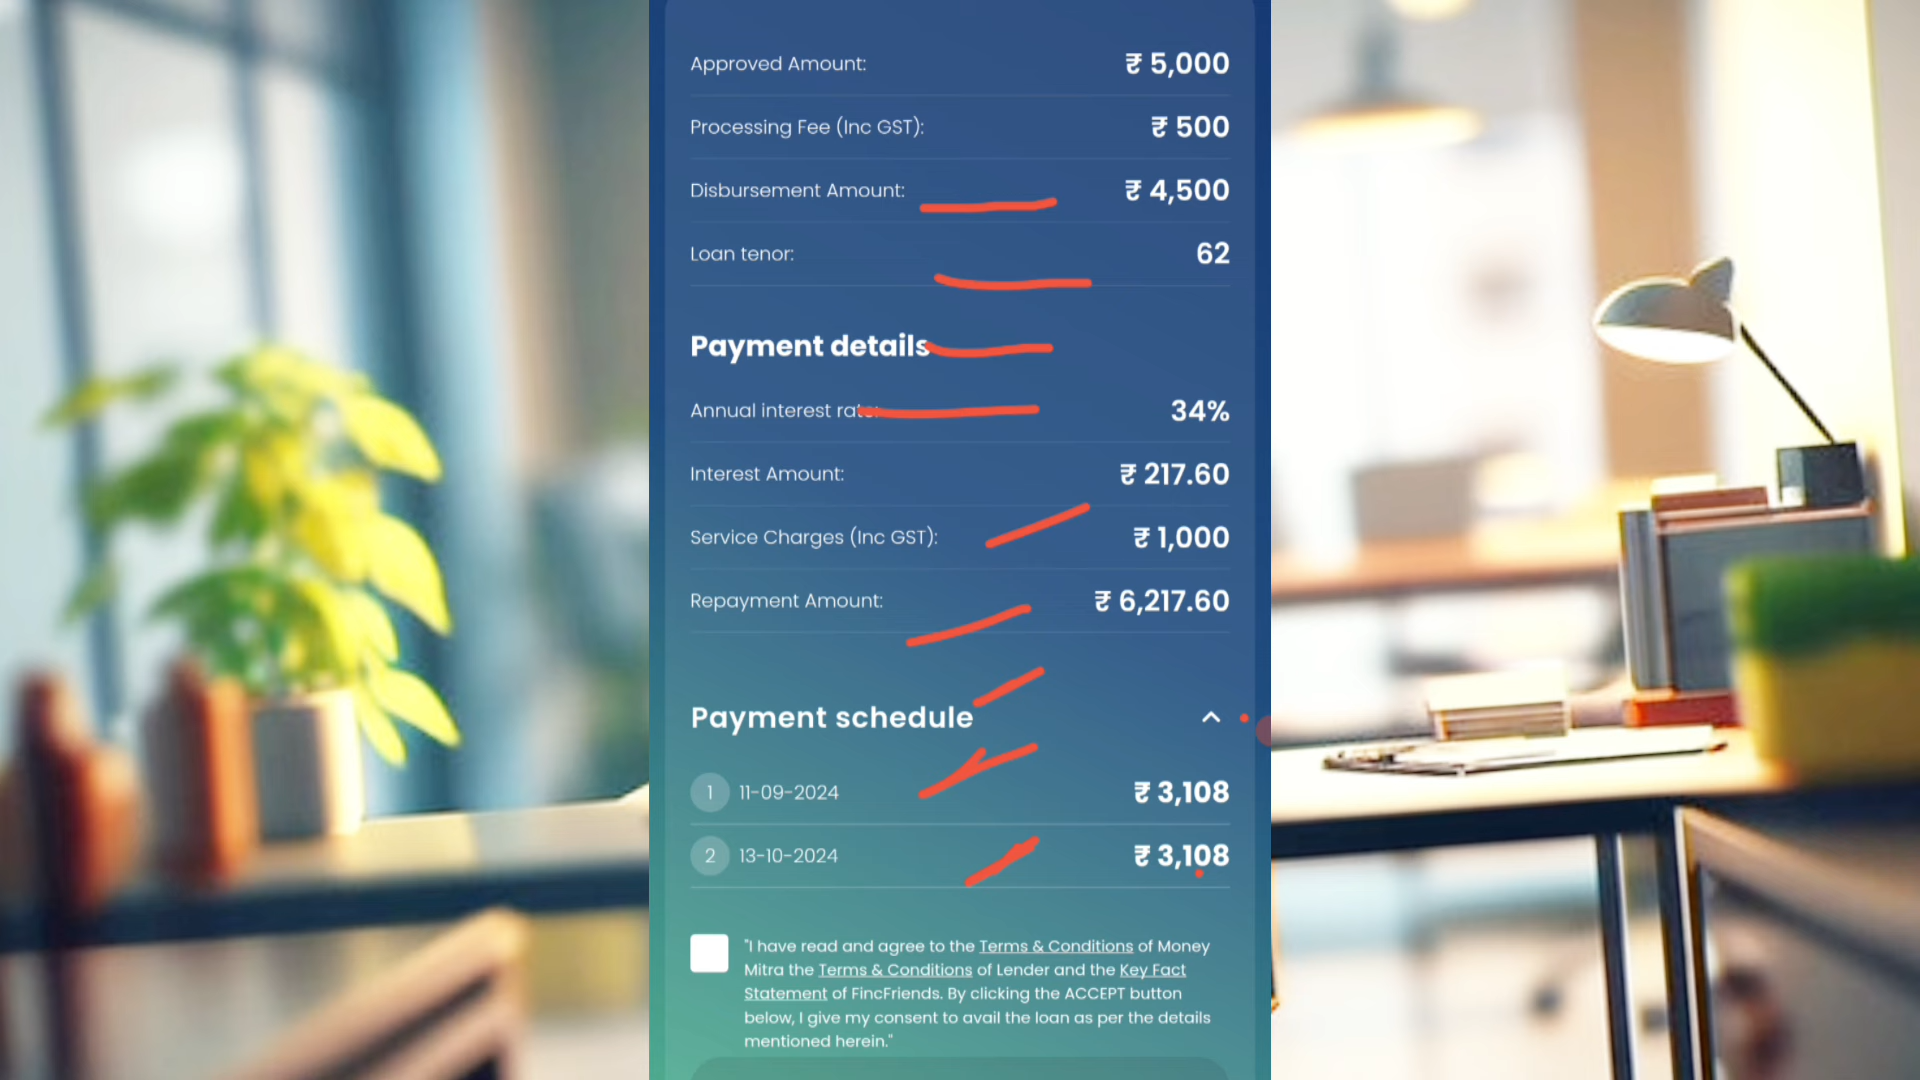 Approved Amount: ₹ 5,000
Processing Fee (Inc GST): ₹ 500
Disbursement Amount: ₹ 4,500
Loan tenor: 62
Payment details
Annual interest rate: 34%
Interest Amount: ₹ 217.60
Service Charges (Inc GST): ₹ 1,000
Repayment Amount: ₹ 6,217.60
Payment schedule
1 11-09-2024 ₹ 3,108
2 13-10-2024 ₹ 3,108
"I have read and agree to the Terms & Conditions of Money
Mitra the Terms & Conditions of Lender and the Key Fact
Statement of FincFriends. By clicking the ACCEPT button
below, I give my consent to avail the loan as per the details
mentioned herein."